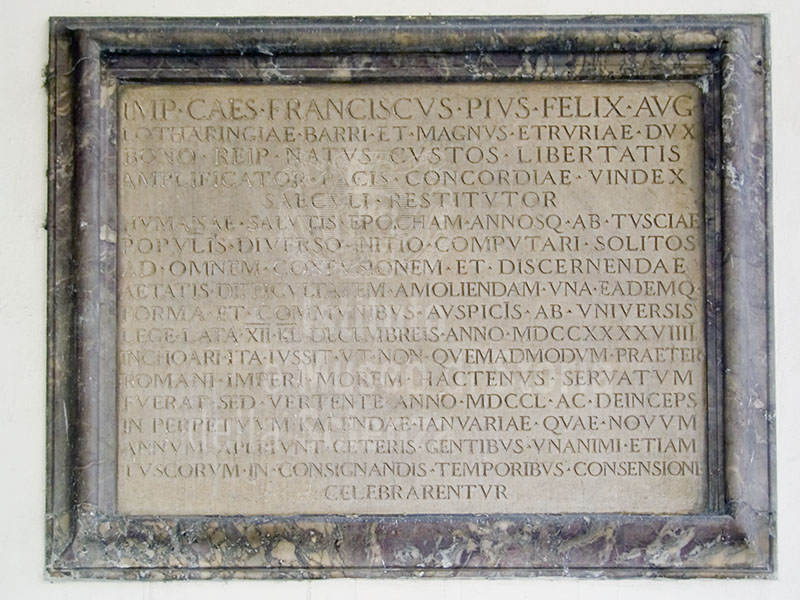 IMP·CAES·FRANCISCVS·PIVS·FELIX·AVG
LOTHARINGIAE·BARRI·ET·MAGNVS·ETRVRIAE·DVX
BONO·REIP·NATVS·CVSTOS·LIBERTATIS
AMPLIFICATOR·PACIS·CONCORDIAE·VINDEX
SAECVLI·RESTITVTOR
HVMANAE·SALVTIS·EPOCHAM·ANNOSQ·AB·TVSCIAE
POPVLIS·DIVERSO·INITIO·COMPVTARI·SOLITOS
AD·OMNEM·CONFVSIONEM·ET·DISCERNENDAE
AETATIS·DIFFICVLTATEM·AMOLIENDAM·VNA·EADEMQ
FORMA·ET·COMMVNIBVS·AVSPICIS·AB·VNIVERSIS
LEGE·LATA·XII·KL·DECEMBREIS·ANNO·MDCCXXXXVIIII
INCHOARI·ITA·IVSSIT·VT·NON·QVEMADMODVM·PRAETER
ROMANI·IMPERI·MOREM·HACTENVS·SERVATVM
FVERAT·SED·VERTENTE·ANNO·MDCCL·AC·DEINCEPS
IN·PERPETVVM·KALENDAE·IANVARIAE·QVAE·NOVVM
ANNVM·APERIVNT·CETERIS·GENTIBVS·VNANIMI·ETIAM
TVSCORVM·IN·CONSIGNANDIS·TEMPORIBVS·CONSENSIONE
CELEBRARENTVR